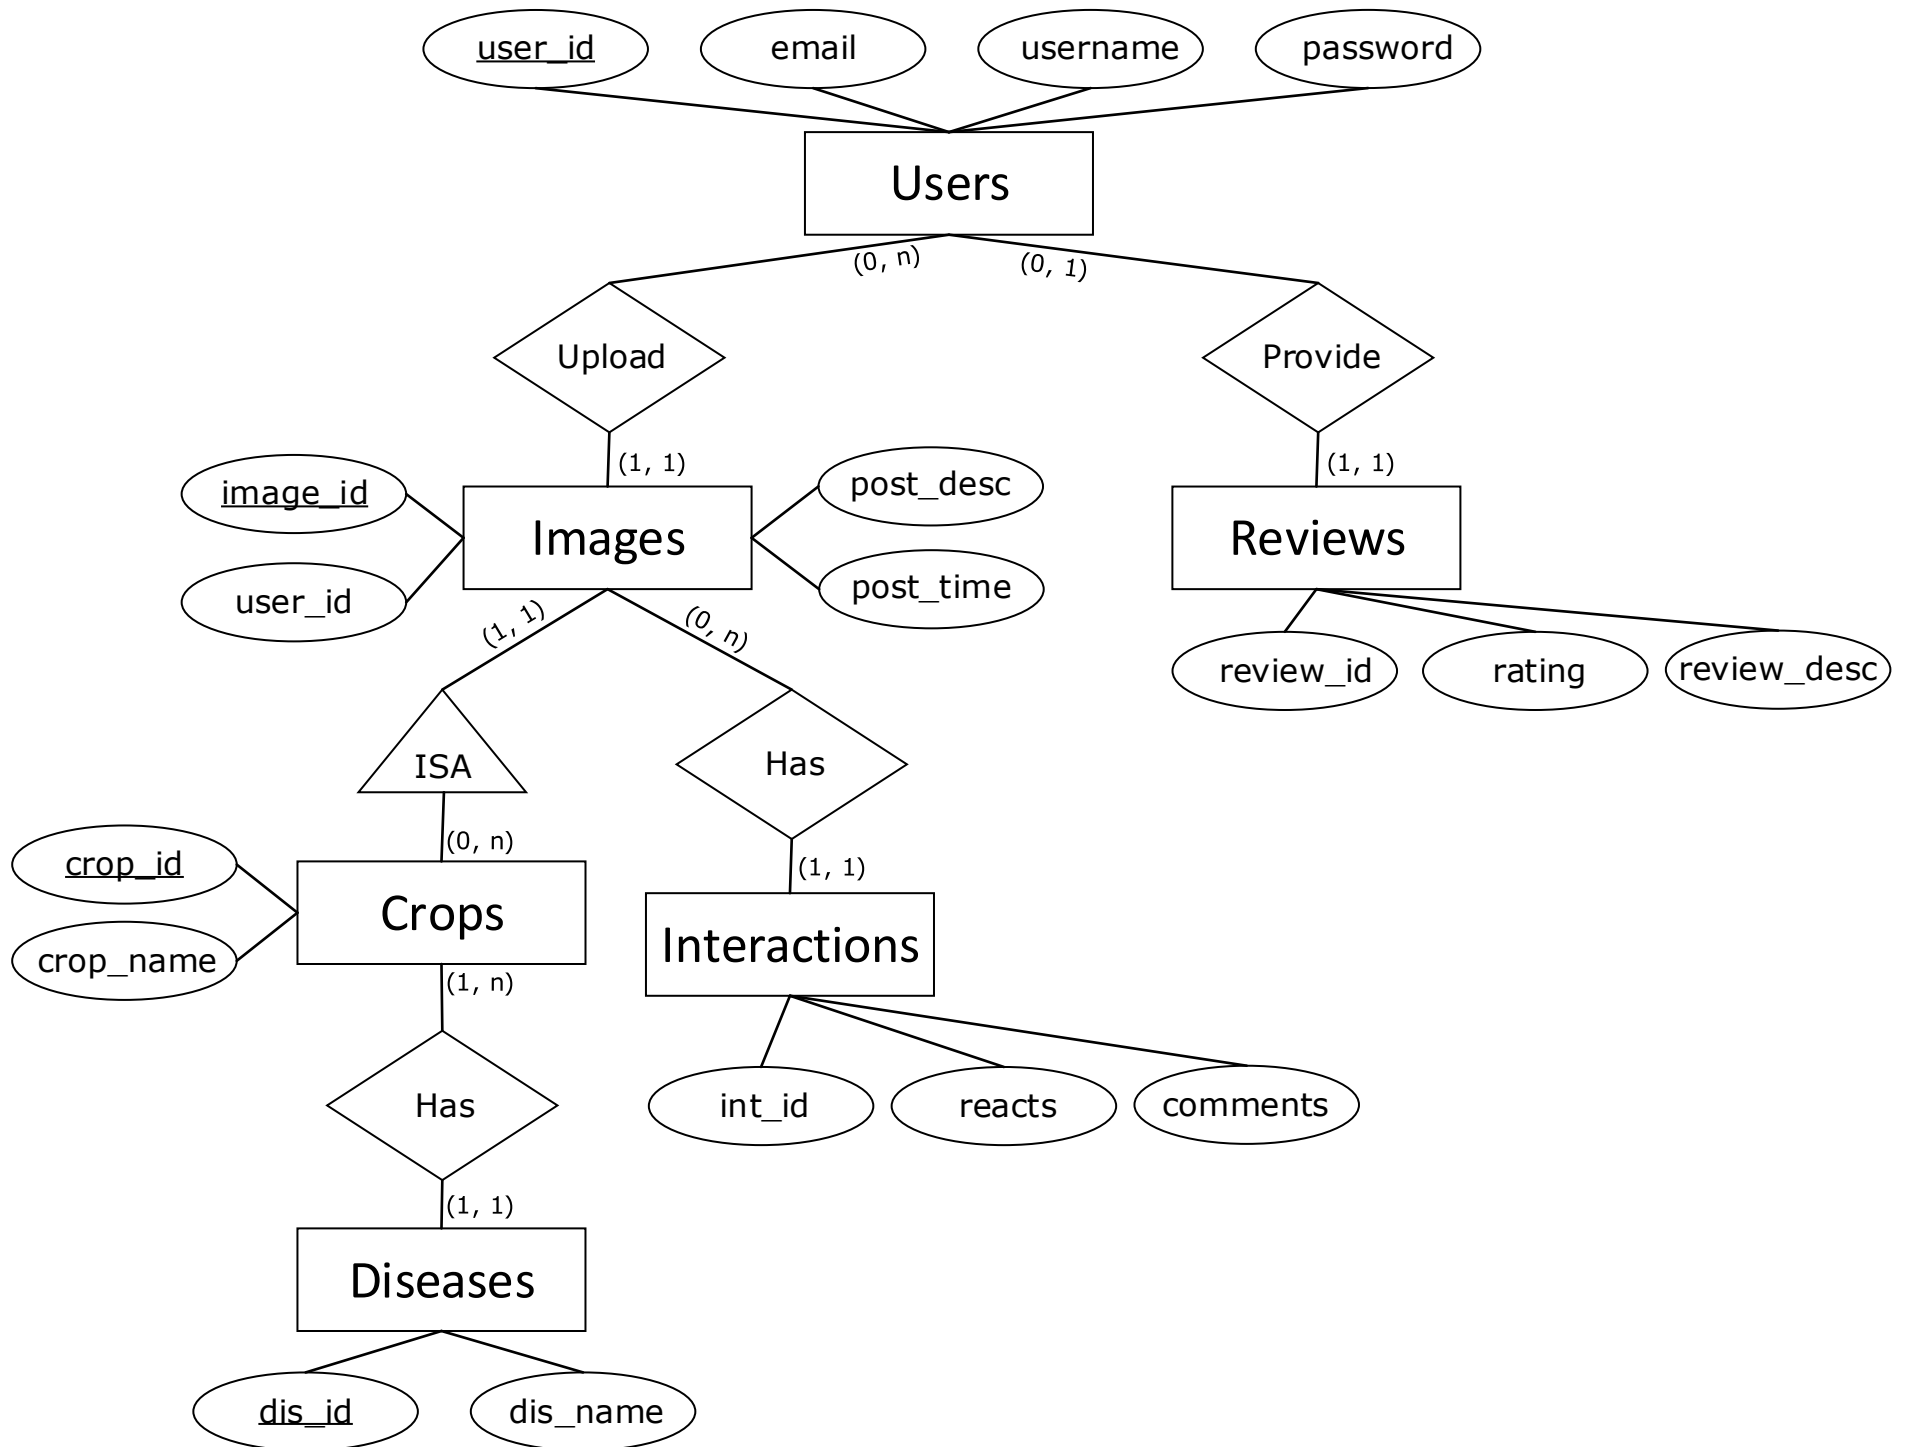 user_id
email
username
password
Users
(0, n)
(0, 1)
Upload
Provide
(1, 1)
(1, 1)
image_id
user_id
Images
post_desc
post_time
Reviews
(1, 1)
(0, n)
review_id
rating
review_desc
ISA
Has
(0, n)
(1, 1)
crop_id
crop_name
Crops
Interactions
(1, n)
Has
int_id
reacts
comments
(1, 1)
Diseases
dis_id
dis_name